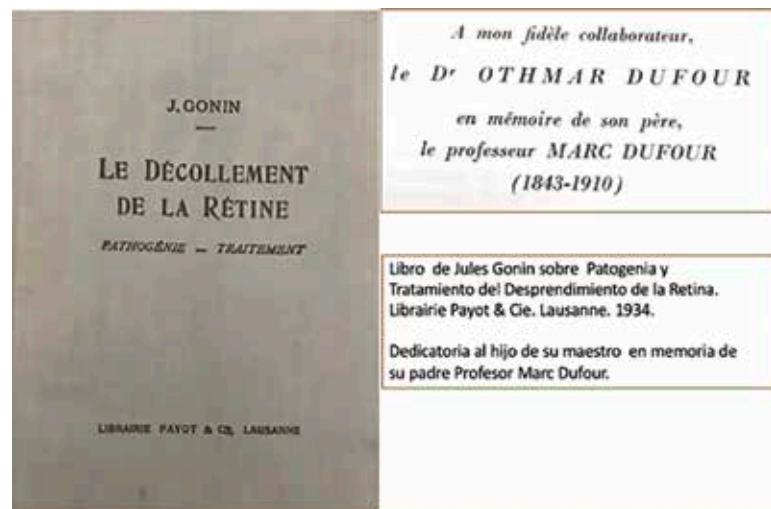 J. GONIN
LE DÉCOLLEMENT
DE LA RÉTINE
PATHOGÉNIE — TRAITEMENT
LIBRAIRIE PAYOT & CIE, LAUSANNE
A mon fidèle collaborateur,
le Dr OTHMAR DUFOUR
en mémoire de son père,
le professeur MARC DUFOUR
(1843-1910)
Libro de Jules Gonin sobre Patogenia y
Tratamiento del Desprendimiento de la Retina.
Librairie Payot & Cie. Lausanne. 1934.
Dedicatoria al hijo de su maestro en memoria de
su padre Profesor Marc Dufour.